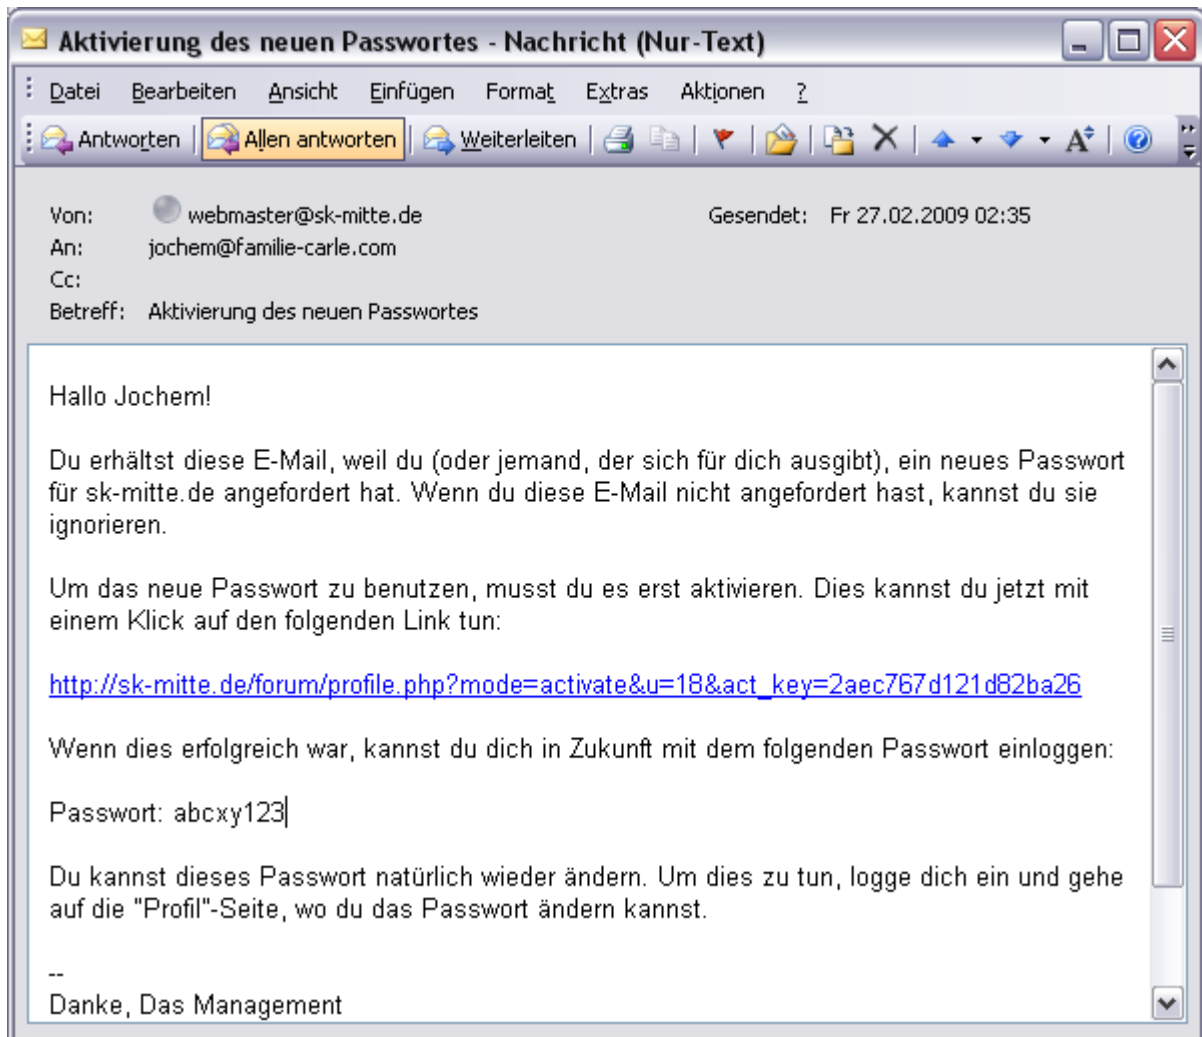 Aktivierung des neuen Passwortes - Nachricht (Nur-Text)
Datei Bearbeiten Ansicht Einfügen Format Extras Aktionen ?
Antworten Allen antworten Weiterleiten
Von: webmaster@sk-mitte.de Gesendet: Fr 27.02.2009 02:35
An: jochem@familie-carle.com
Cc:
Betreff: Aktivierung des neuen Passwortes
Hallo Jochem!
Du erhältst diese E-Mail, weil du (oder jemand, der sich für dich ausgibt), ein neues Passwort
für sk-mitte.de angefordert hat. Wenn du diese E-Mail nicht angefordert hast, kannst du sie
ignorieren.
Um das neue Passwort zu benutzen, musst du es erst aktivieren. Dies kannst du jetzt mit
einem Klick auf den folgenden Link tun:
http://sk-mitte.de/forum/profile.php?mode=activate&u=18&act_key=2aec767d121d82ba26
Wenn dies erfolgreich war, kannst du dich in Zukunft mit dem folgenden Passwort einloggen:
Passwort: abcxy123
Du kannst dieses Passwort natürlich wieder ändern. Um dies zu tun, logge dich ein und gehe
auf die "Profil"-Seite, wo du das Passwort ändern kannst.
--
Danke, Das Management